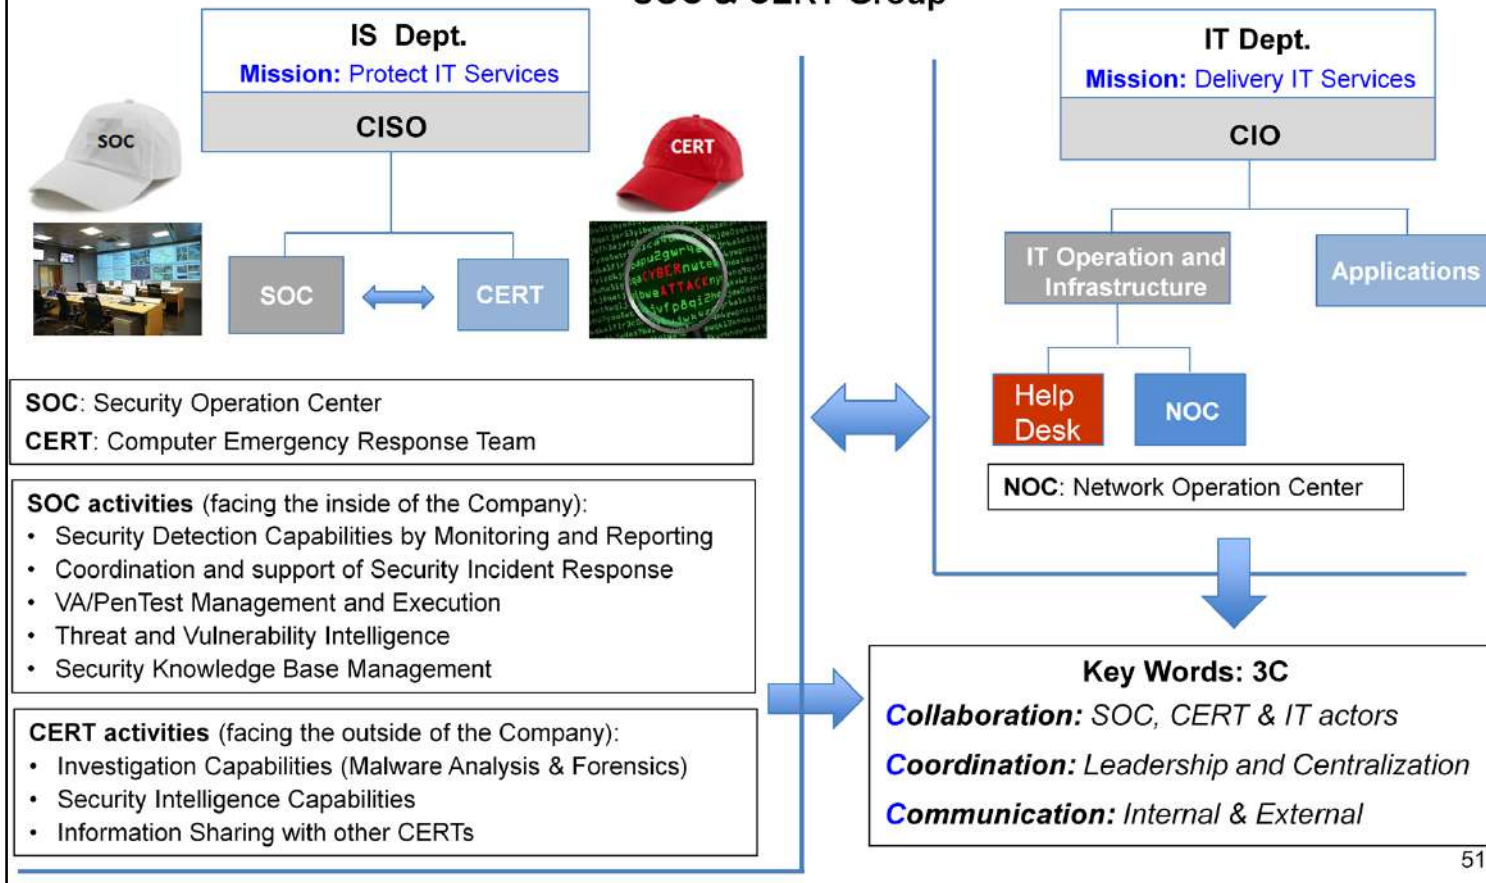 SOC & CERT Group
IS Dept.
Mission: Protect IT Services
CISO
SOC
CERT
CYBER
ATTACK
SOC
CERT
SOC: Security Operation Center
CERT: Computer Emergency Response Team
SOC activities (facing the inside of the Company):
• Security Detection Capabilities by Monitoring and Reporting
• Coordination and support of Security Incident Response
• VA/PenTest Management and Execution
• Threat and Vulnerability Intelligence
• Security Knowledge Base Management
CERT activities (facing the outside of the Company):
• Investigation Capabilities (Malware Analysis & Forensics)
• Security Intelligence Capabilities
• Information Sharing with other CERTs
IT Dept.
Mission: Delivery IT Services
CIO
IT Operation and
Infrastructure
Applications
Help
Desk
NOC
NOC: Network Operation Center
Key Words: 3C
Collaboration: SOC, CERT & IT actors
Coordination: Leadership and Centralization
Communication: Internal & External
51